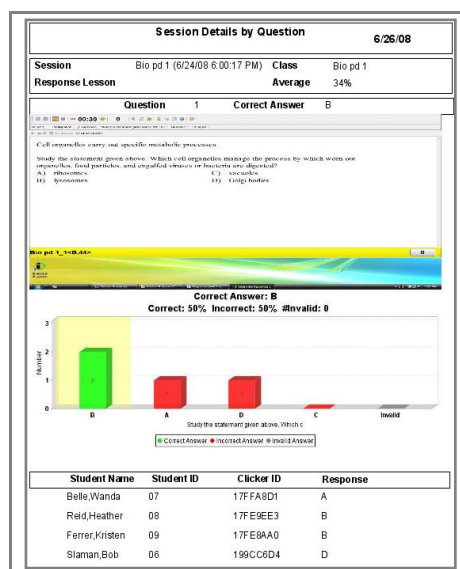 Session Details by Question
6/26/08
Session Bio pd 1 (6/24/08 6:00:17 PM) Class Bio pd 1
Response Lesson Average 34%
Question 1 Correct Answer B
00:30
Cell organelles carry out specific metabolic processes
Study the statement given above. Which cell organelles manage the process by which worn out
organelles, food particles, and engulfed viruses or bacteria are digested?
A) ribosomes C) vacuoles
B) lysosomes D) Golgi bodies
Bio pd 1_1<B,44> 0
Correct Answer: B
Correct: 50% Incorrect: 50% #Invalid: 0
Number
3
2
1
0
2
1
1
B A D C Invalid
Study the statement given above. Which c
Correct Answer Incorrect Answer Invalid Answer
Student Name Student ID Clicker ID Response
Belle,Wanda 07 17FFA8D1 A
Reid,Heather 08 17FE9EE3 B
Ferrer,Kristen 09 17FE8AA0 B
Slaman,Bob 06 199CC6D4 D